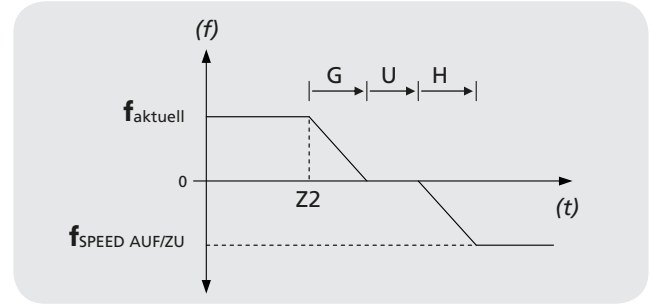 (f)
G U H
faktuell
0
Z2
(t)
fSPEED AUF/ZU